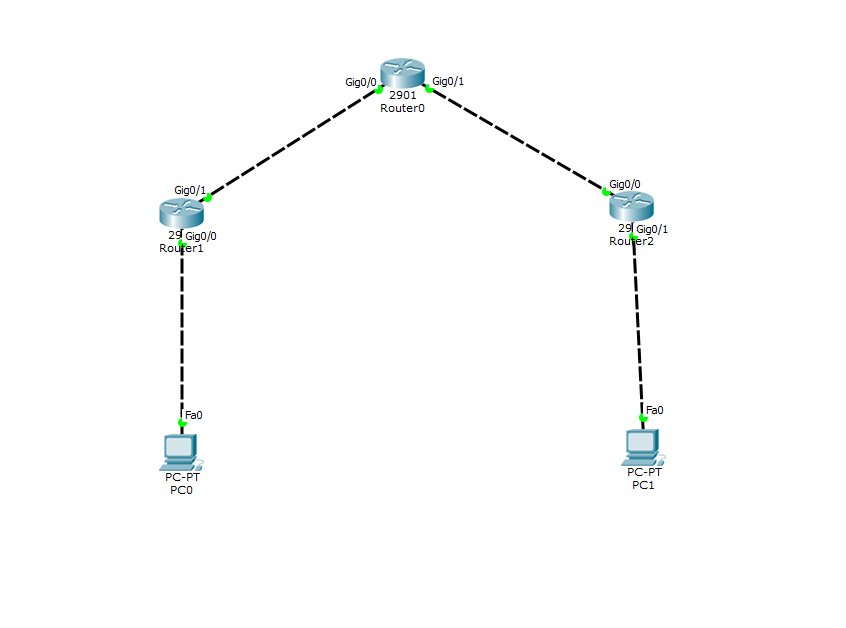 Gig0/0
Gig0/1
2901
Router0
Gig0/1
29
Gig0/0
Router1
Gig0/0
29
Gig0/1
Router2
Fa0
PC-PT
PC0
Fa0
PC-PT
PC1